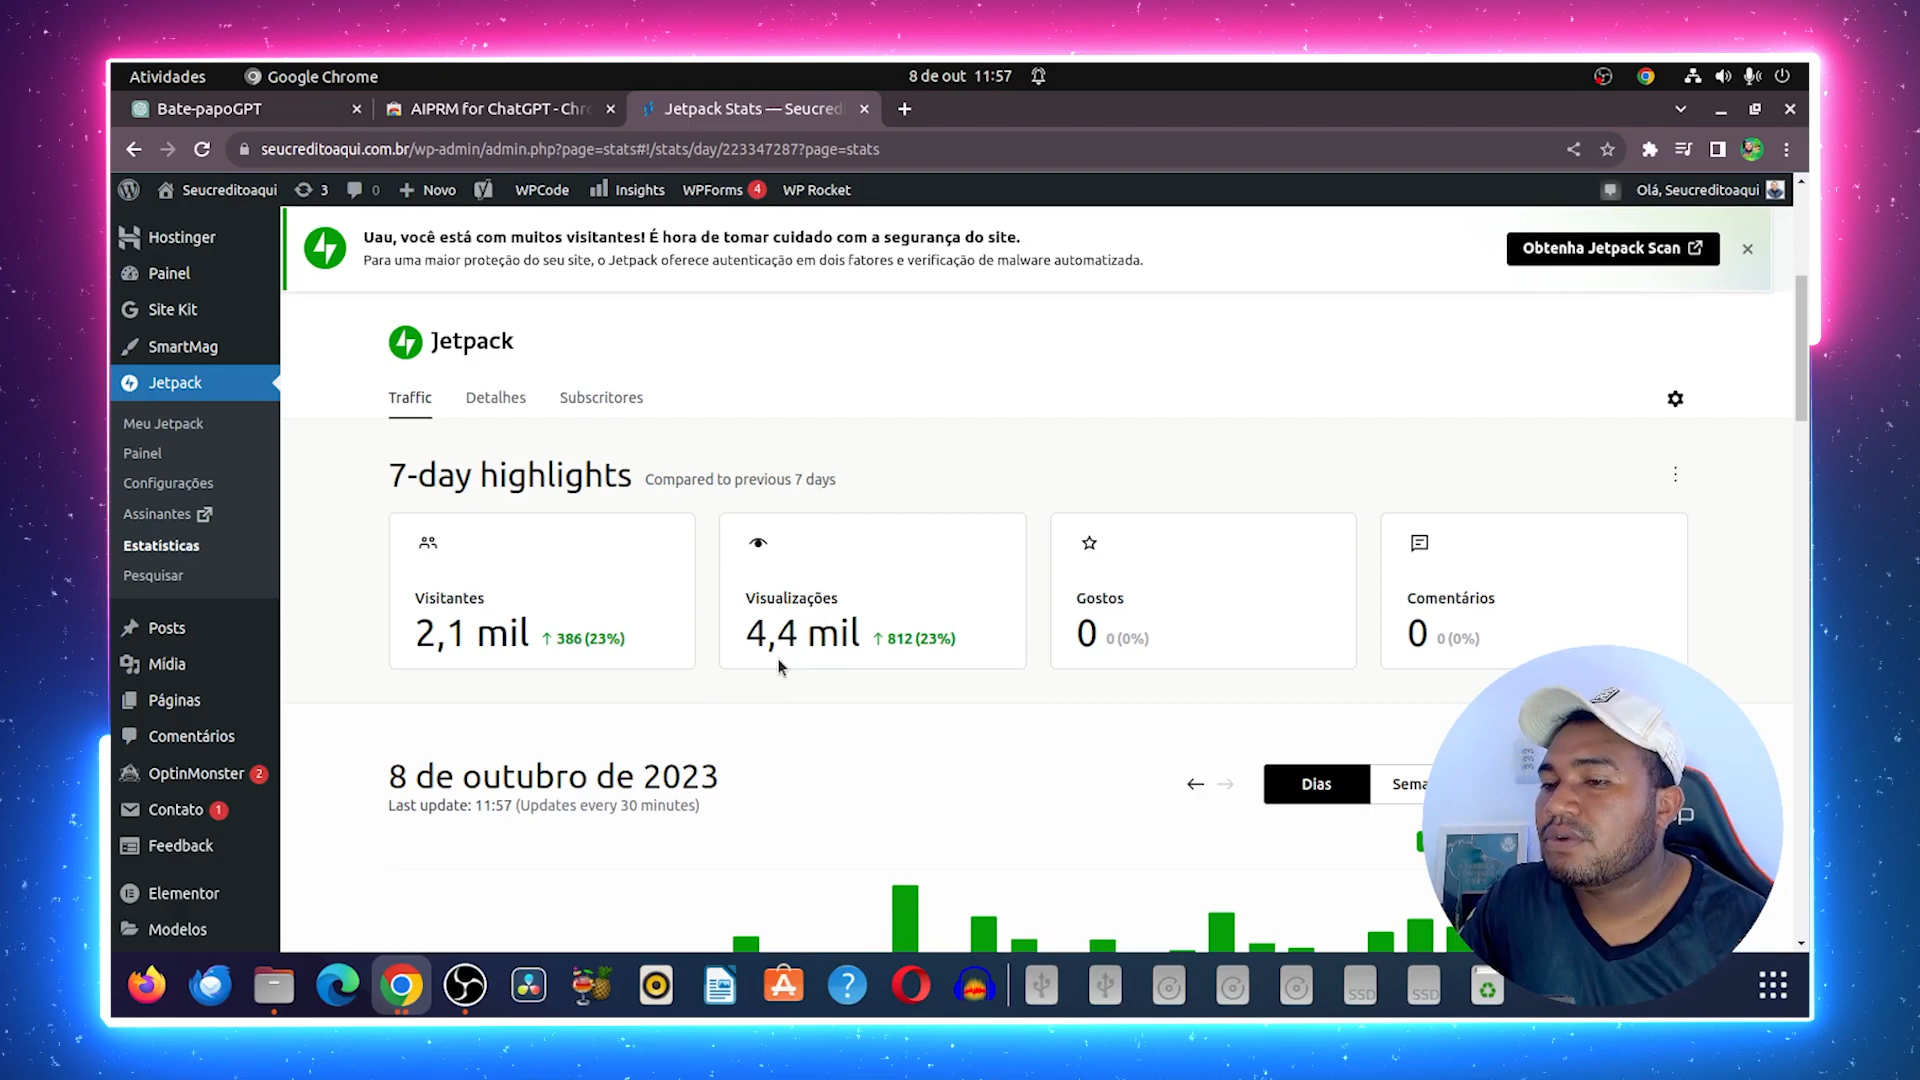 Atividades
Google Chrome
8 de out 11:57
Bate-papoGPT
AIPRM for ChatGPT - Chro
Jetpack Stats — Seucredi
seucreditoaqui.com.br/wp-admin/admin.php?page=stats#!/stats/day/223347287?page=stats
Seucreditoaqui
3
0
Novo
WPCode
Insights
WPForms 4
WP Rocket
Olá, Seucreditoaqui
Hostinger
Painel
Site Kit
SmartMag
Jetpack
Meu Jetpack
Painel
Configurações
Assinantes
Estatísticas
Pesquisar
Posts
Mídia
Páginas
Comentários
OptinMonster 2
Contato 1
Feedback
Elementor
Modelos
Uau, você está com muitos visitantes! É hora de tomar cuidado com a segurança do site.
Para uma maior proteção do seu site, o Jetpack oferece autenticação em dois fatores e verificação de malware automatizada.
Obtenha Jetpack Scan
Jetpack
Traffic
Detalhes
Subscritores
7-day highlights
Compared to previous 7 days
Visitantes
2,1 mil ↑ 386 (23%)
Visualizações
4,4 mil ↑ 812 (23%)
Gostos
0 0 (0%)
Comentários
0 0 (0%)
8 de outubro de 2023
Last update: 11:57 (Updates every 30 minutes)
Dias
Sema
SSD
SSD